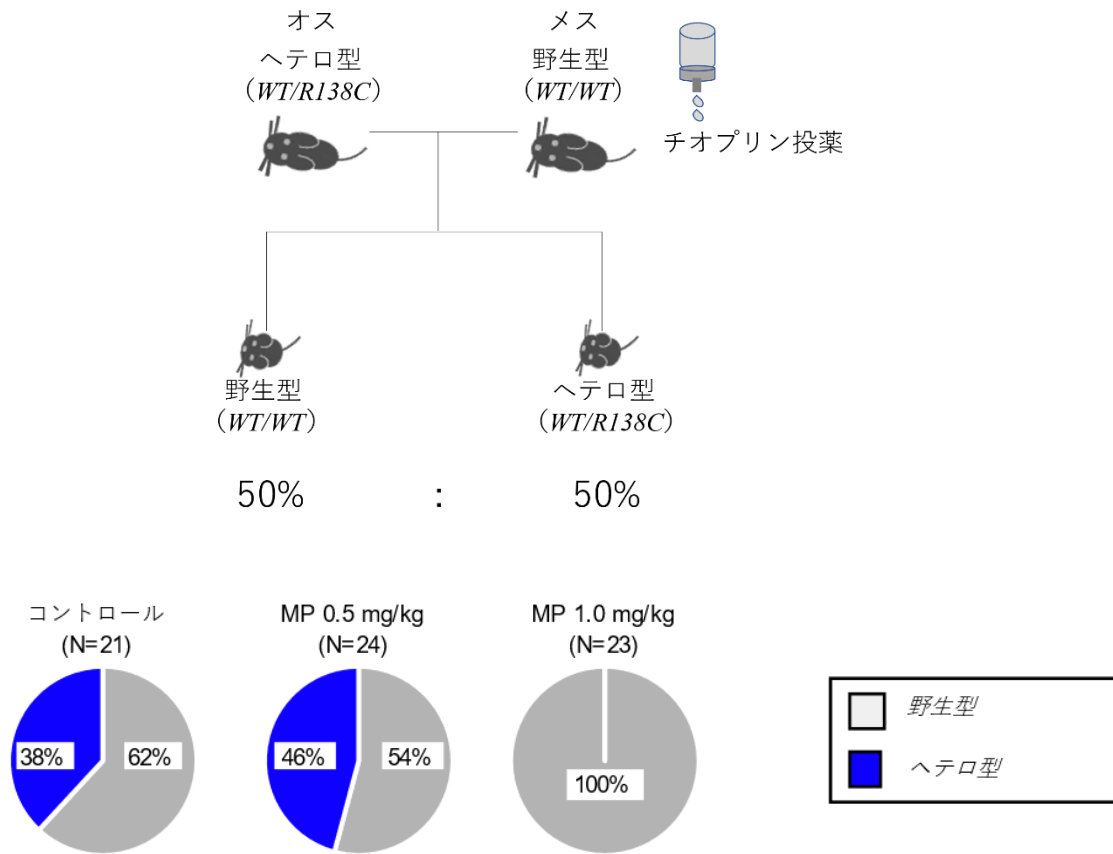 オス
メス
ヘテロ型
野生型
（WT/R138C）
（WT/WT）
チオプリン投薬
野生型
ヘテロ型
（WT/WT）
（WT/R138C）
50%
:
50%
コントロール
MP 0.5 mg/kg
MP 1.0 mg/kg
(N=21)
(N=24)
(N=23)
38%
62%
46%
54%
100%
野生型
ヘテロ型